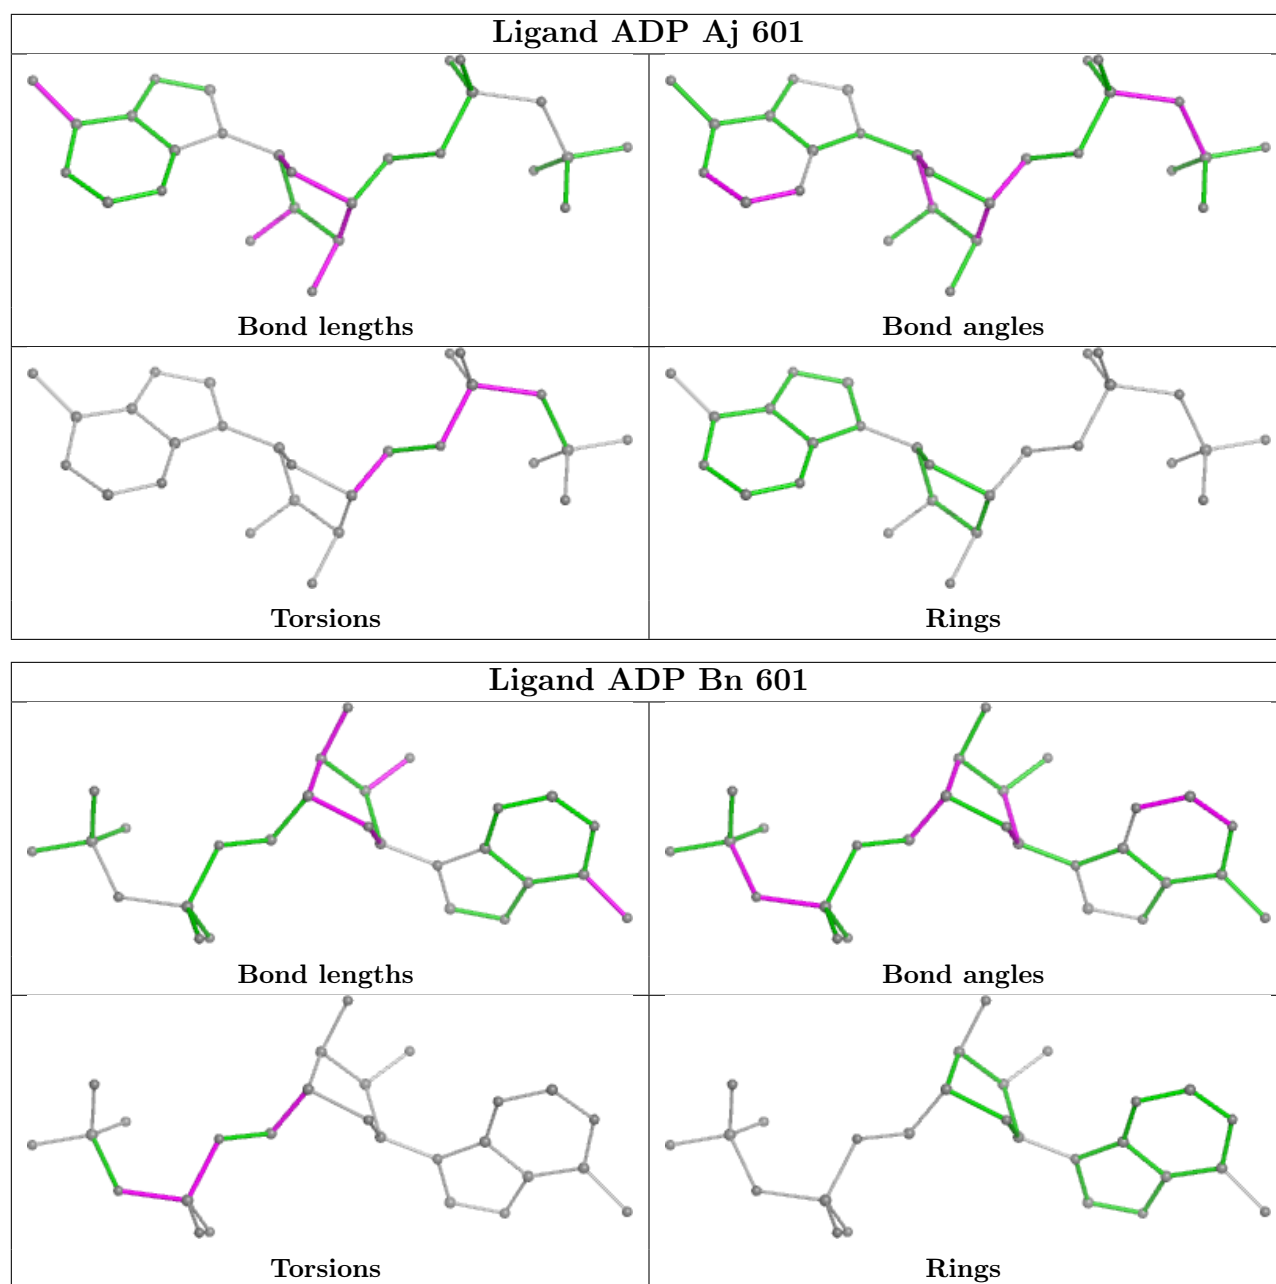 Ligand ADP Aj 601
Bond lengths
Bond angles
Torsions
Rings
Ligand ADP Bn 601
Bond lengths
Bond angles
Torsions
Rings